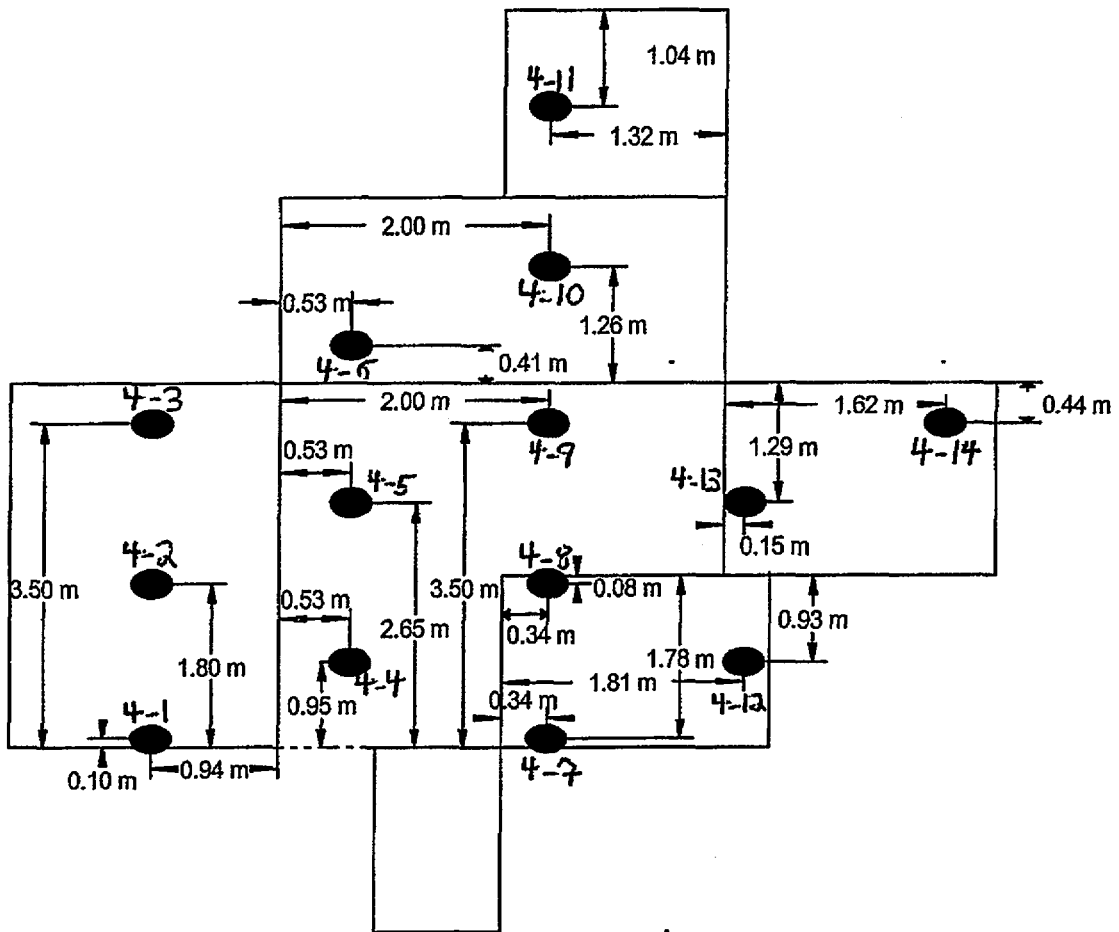 1.04 m
4-11
1.32 m
2.00 m
4-10
0.53 m
1.26 m
4-6
0.41 m
4-3
2.00 m
1.62 m
0.44 m
4-9
1.29 m
4-14
0.53 m
4-5
4-13
0.15 m
4-2
4-8
3.50 m
3.50 m
0.08 m
0.53 m
2.65 m
0.34 m
0.93 m
1.80 m
1.78 m
4-4
1.81 m
0.95 m
0.34 m
4-12
4-1
0.10 m
0.94 m
4-7